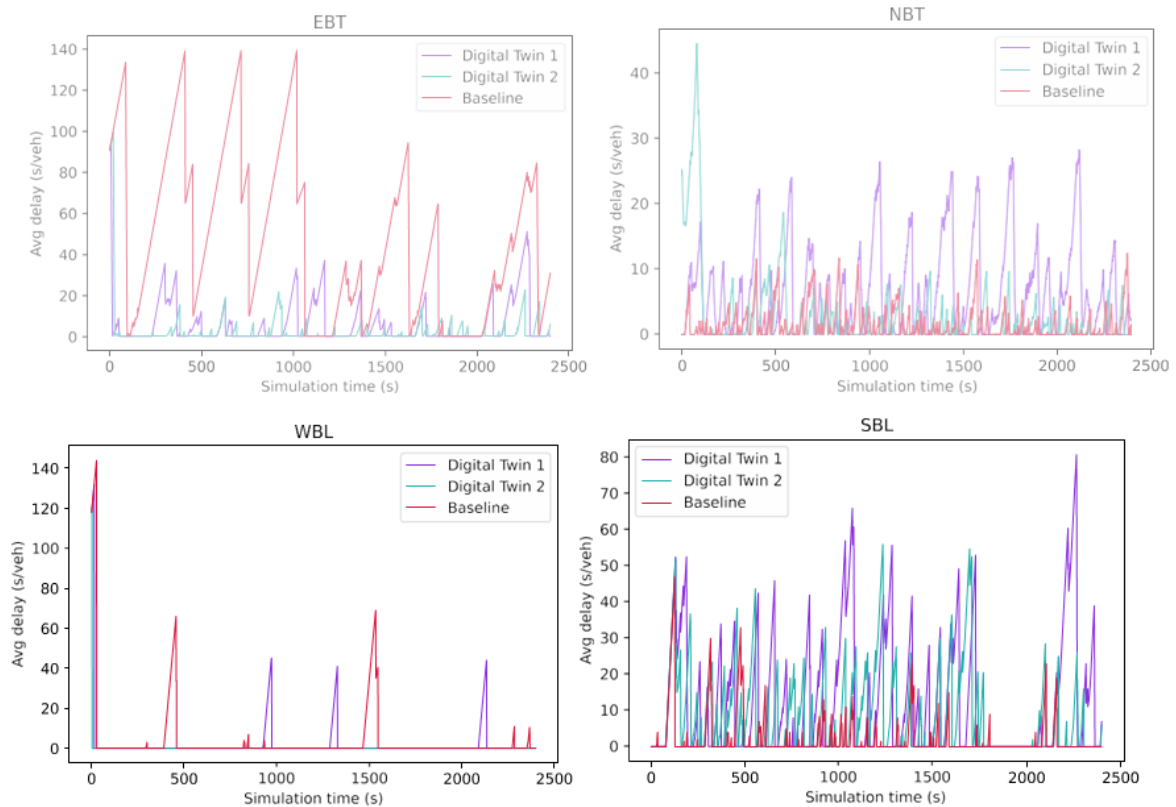 EBT
Avg delay (s/veh)
140
120
100
80
60
40
20
0
Digital Twin 1
Digital Twin 2
Baseline
0 500 1000 1500 2000 2500
Simulation time (s)
NBT
Avg delay (s/veh)
40
30
20
10
0
Digital Twin 1
Digital Twin 2
Baseline
0 500 1000 1500 2000 2500
Simulation time (s)
WBL
Avg delay (s/veh)
140
120
100
80
60
40
20
0
Digital Twin 1
Digital Twin 2
Baseline
0 500 1000 1500 2000 2500
Simulation time (s)
SBL
Avg delay (s/veh)
80
70
60
50
40
30
20
10
0
Digital Twin 1
Digital Twin 2
Baseline
0 500 1000 1500 2000 2500
Simulation time (s)